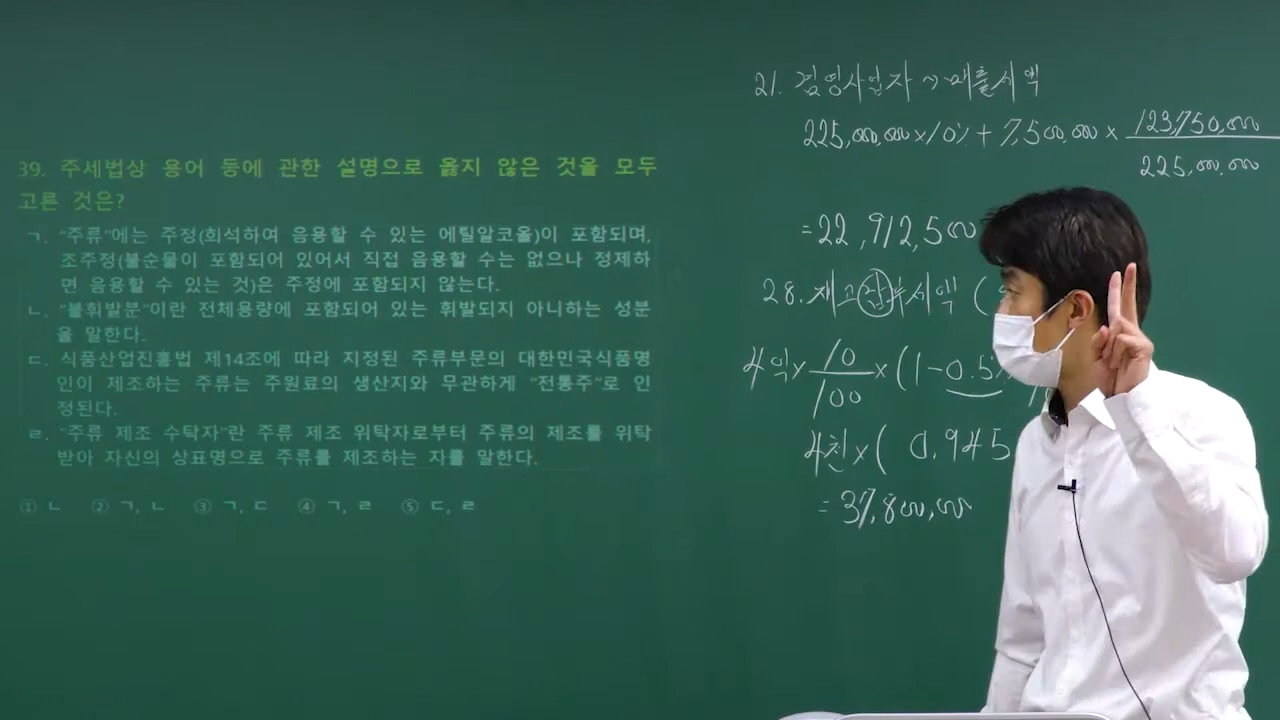 39. 주세법상 용어 등에 관한 설명으로 옳지 않은 것을 모두
고른 것은?
ㄱ. "주류"에는 주정(희석하여 음용할 수 있는 에틸알코올)이 포함되며,
조주정(불순물이 포함되어 있어서 직접 음용할 수는 없으나 정제하
면 음용할 수 있는 것)은 주정에 포함되지 않는다.
ㄴ. "불휘발분"이란 전체용량에 포함되어 있는 휘발되지 아니하는 성분
을 말한다.
ㄷ. 식품산업진흥법 제14조에 따라 지정된 주류부문의 대한민국식품명
인이 제조하는 주류는 주원료의 생산지와 무관하게 "전통주"로 인
정된다.
ㄹ. "주류 제조 수탁자"란 주류 제조 위탁자로부터 주류의 제조를 위탁
받아 자신의 상표명으로 주류를 제조하는 자를 말한다.
① ㄴ ② ㄱ, ㄴ ③ ㄱ, ㄷ ④ ㄱ, ㄹ ⑤ ㄷ, ㄹ
21. 겸영사업자 → 매출세액
225,000,000×10% + 7,500,000 × 123,750,000
225,000,000
= 22,912,500
28. 재고납부세액 (
4억× 10 ×(1-0.5%
100
4천×( 0.945
= 37,800,000